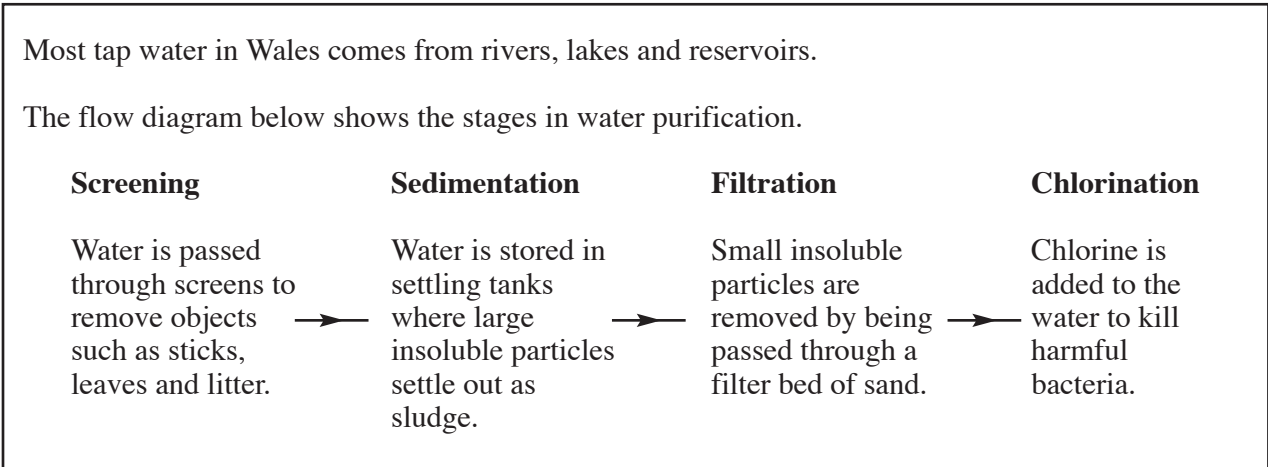 Most tap water in Wales comes from rivers, lakes and reservoirs.
The flow diagram below shows the stages in water purification.
Screening
Water is passed
through screens to
remove objects
such as sticks,
leaves and litter.
Sedimentation
Water is stored in
settling tanks
where large
insoluble particles
settle out as
sludge.
Filtration
Small insoluble
particles are
removed by being
passed through a
filter bed of sand.
Chlorination
Chlorine is
added to the
water to kill
harmful
bacteria.